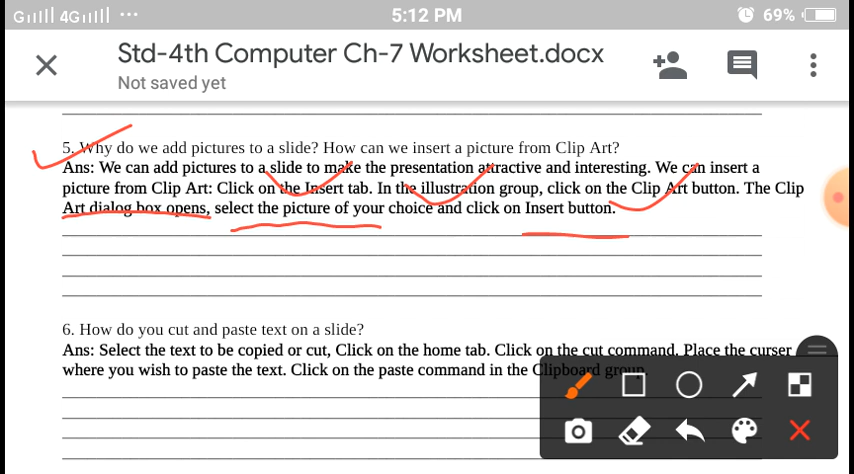 4G
5:12 PM
69%
Std-4th Computer Ch-7 Worksheet.docx
Not saved yet
5. Why do we add pictures to a slide? How can we insert a picture from Clip Art?
Ans: We can add pictures to a slide to make the presentation attractive and interesting. We can insert a
picture from Clip Art: Click on the Insert tab. In the illustration group, click on the Clip Art button. The Clip
Art dialog box opens, select the picture of your choice and click on Insert button.
6. How do you cut and paste text on a slide?
Ans: Select the text to be copied or cut, Click on the home tab. Click on the cut command. Place the curser
where you wish to paste the text. Click on the paste command in the Clipboard group.